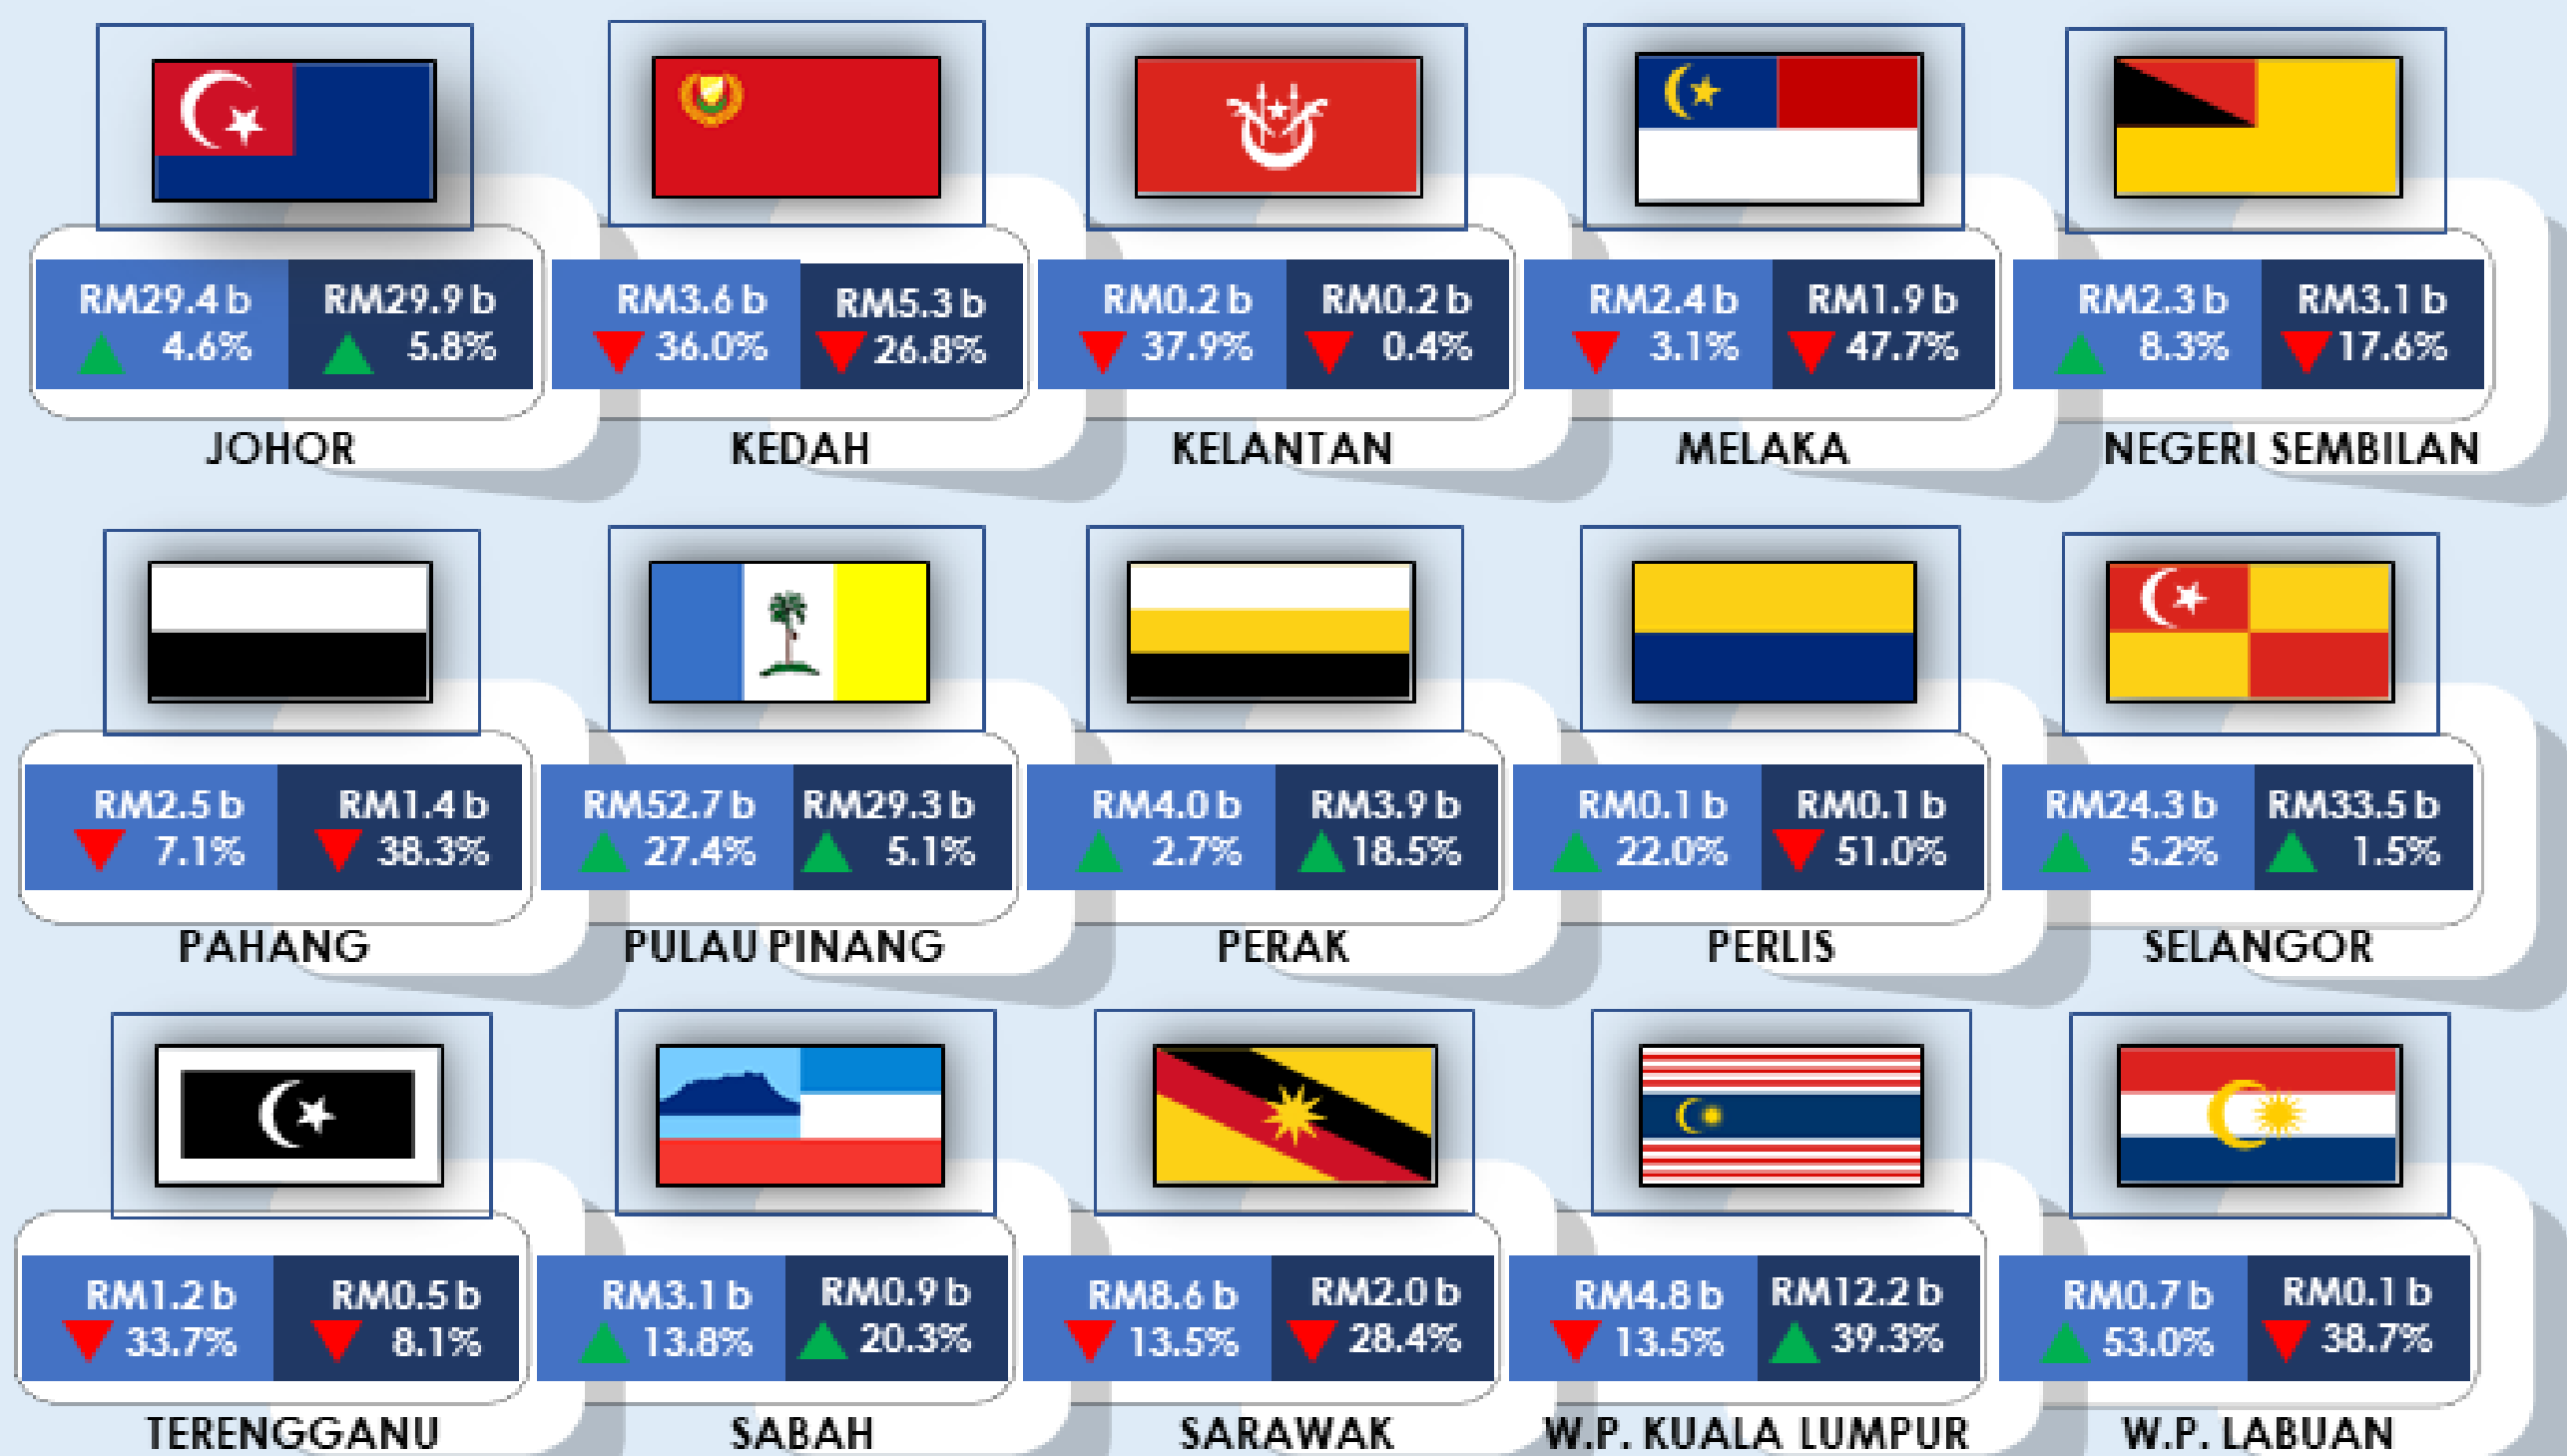 RM29.4 b RM29.9 b RM3.6 b RM5.3 b RM0.2 b RM0.2 b RM2.4 b RM1.9 b RM2.3 b RM3.1 b
4.6% 5.8% 36.0% 26.8% 37.9% 0.4% 3.1% 47.7% 8.3% 17.6%
JOHOR KEDAH KELANTAN MELAKA NEGERI SEMBILAN
RM2.5 b RM1.4 b RM52.7 b RM29.3 b RM4.0 b RM3.9 b RM0.1 b RM0.1 b RM24.3 b RM33.5 b
7.1% 38.3% 27.4% 5.1% 2.7% 18.5% 22.0% 51.0% 5.2% 1.5%
PAHANG PULAU PINANG PERAK PERLIS SELANGOR
RM1.2 b RM0.5 b RM3.1 b RM0.9 b RM8.6 b RM2.0 b RM4.8 b RM12.2 b RM0.7 b RM0.1 b
33.7% 8.1% 13.8% 20.3% 13.5% 28.4% 13.5% 39.3% 53.0% 38.7%
TERENGGANU SABAH SARAWAK W.P. KUALA LUMPUR W.P. LABUAN